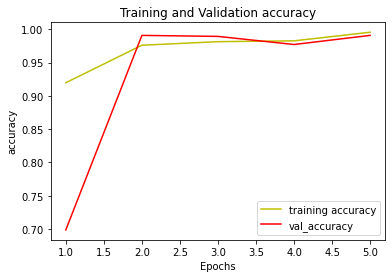 Training and Validation accuracy
1.00
0.95
0.90
0.85
0.80
0.75
0.70
accuracy
training accuracy
val_accuracy
1.0 1.5 2.0 2.5 3.0 3.5 4.0 4.5 5.0
Epochs